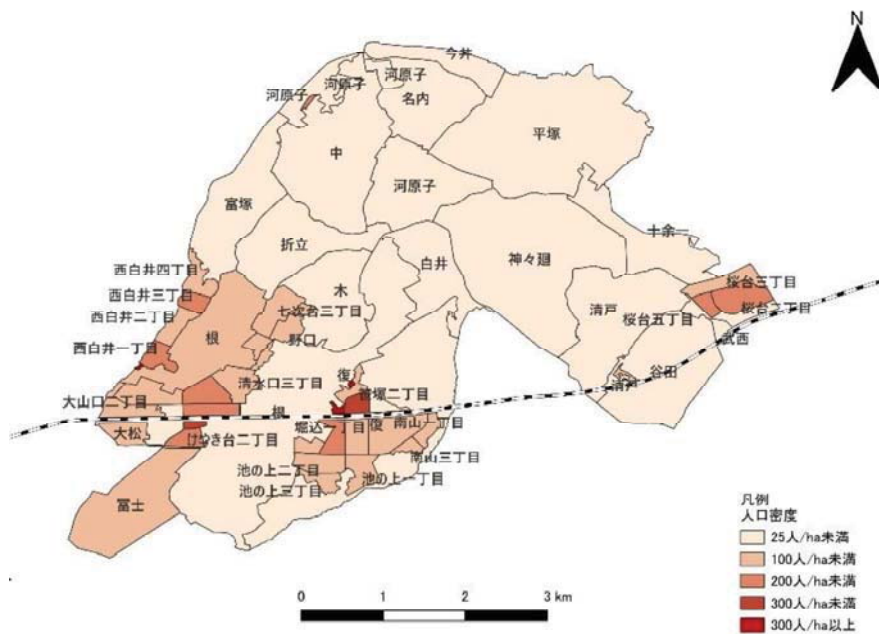 N
今井
河原子
河原子
河原子
名内
平塚
中
河原子
富塚
十余一
折立
白井
神々廻
西白井四丁目
桜台三丁目
西白井三丁目
木
七次台三丁目
清戸
桜台二丁目
西白井二丁目
桜台五丁目
根
野口
武西
西白井一丁目
復
谷田
清戸
清水口三丁目
笹塚二丁目
大山口二丁目
根
大松
けやき台二丁目
堀込一丁目
復
南山二丁目
南山三丁目
池の上二丁目
池の上一丁目
池の上三丁目
冨士
凡例
人口密度
25人/ha未満
100人/ha未満
200人/ha未満
300人/ha未満
300人/ha以上
0 1 2 3 km